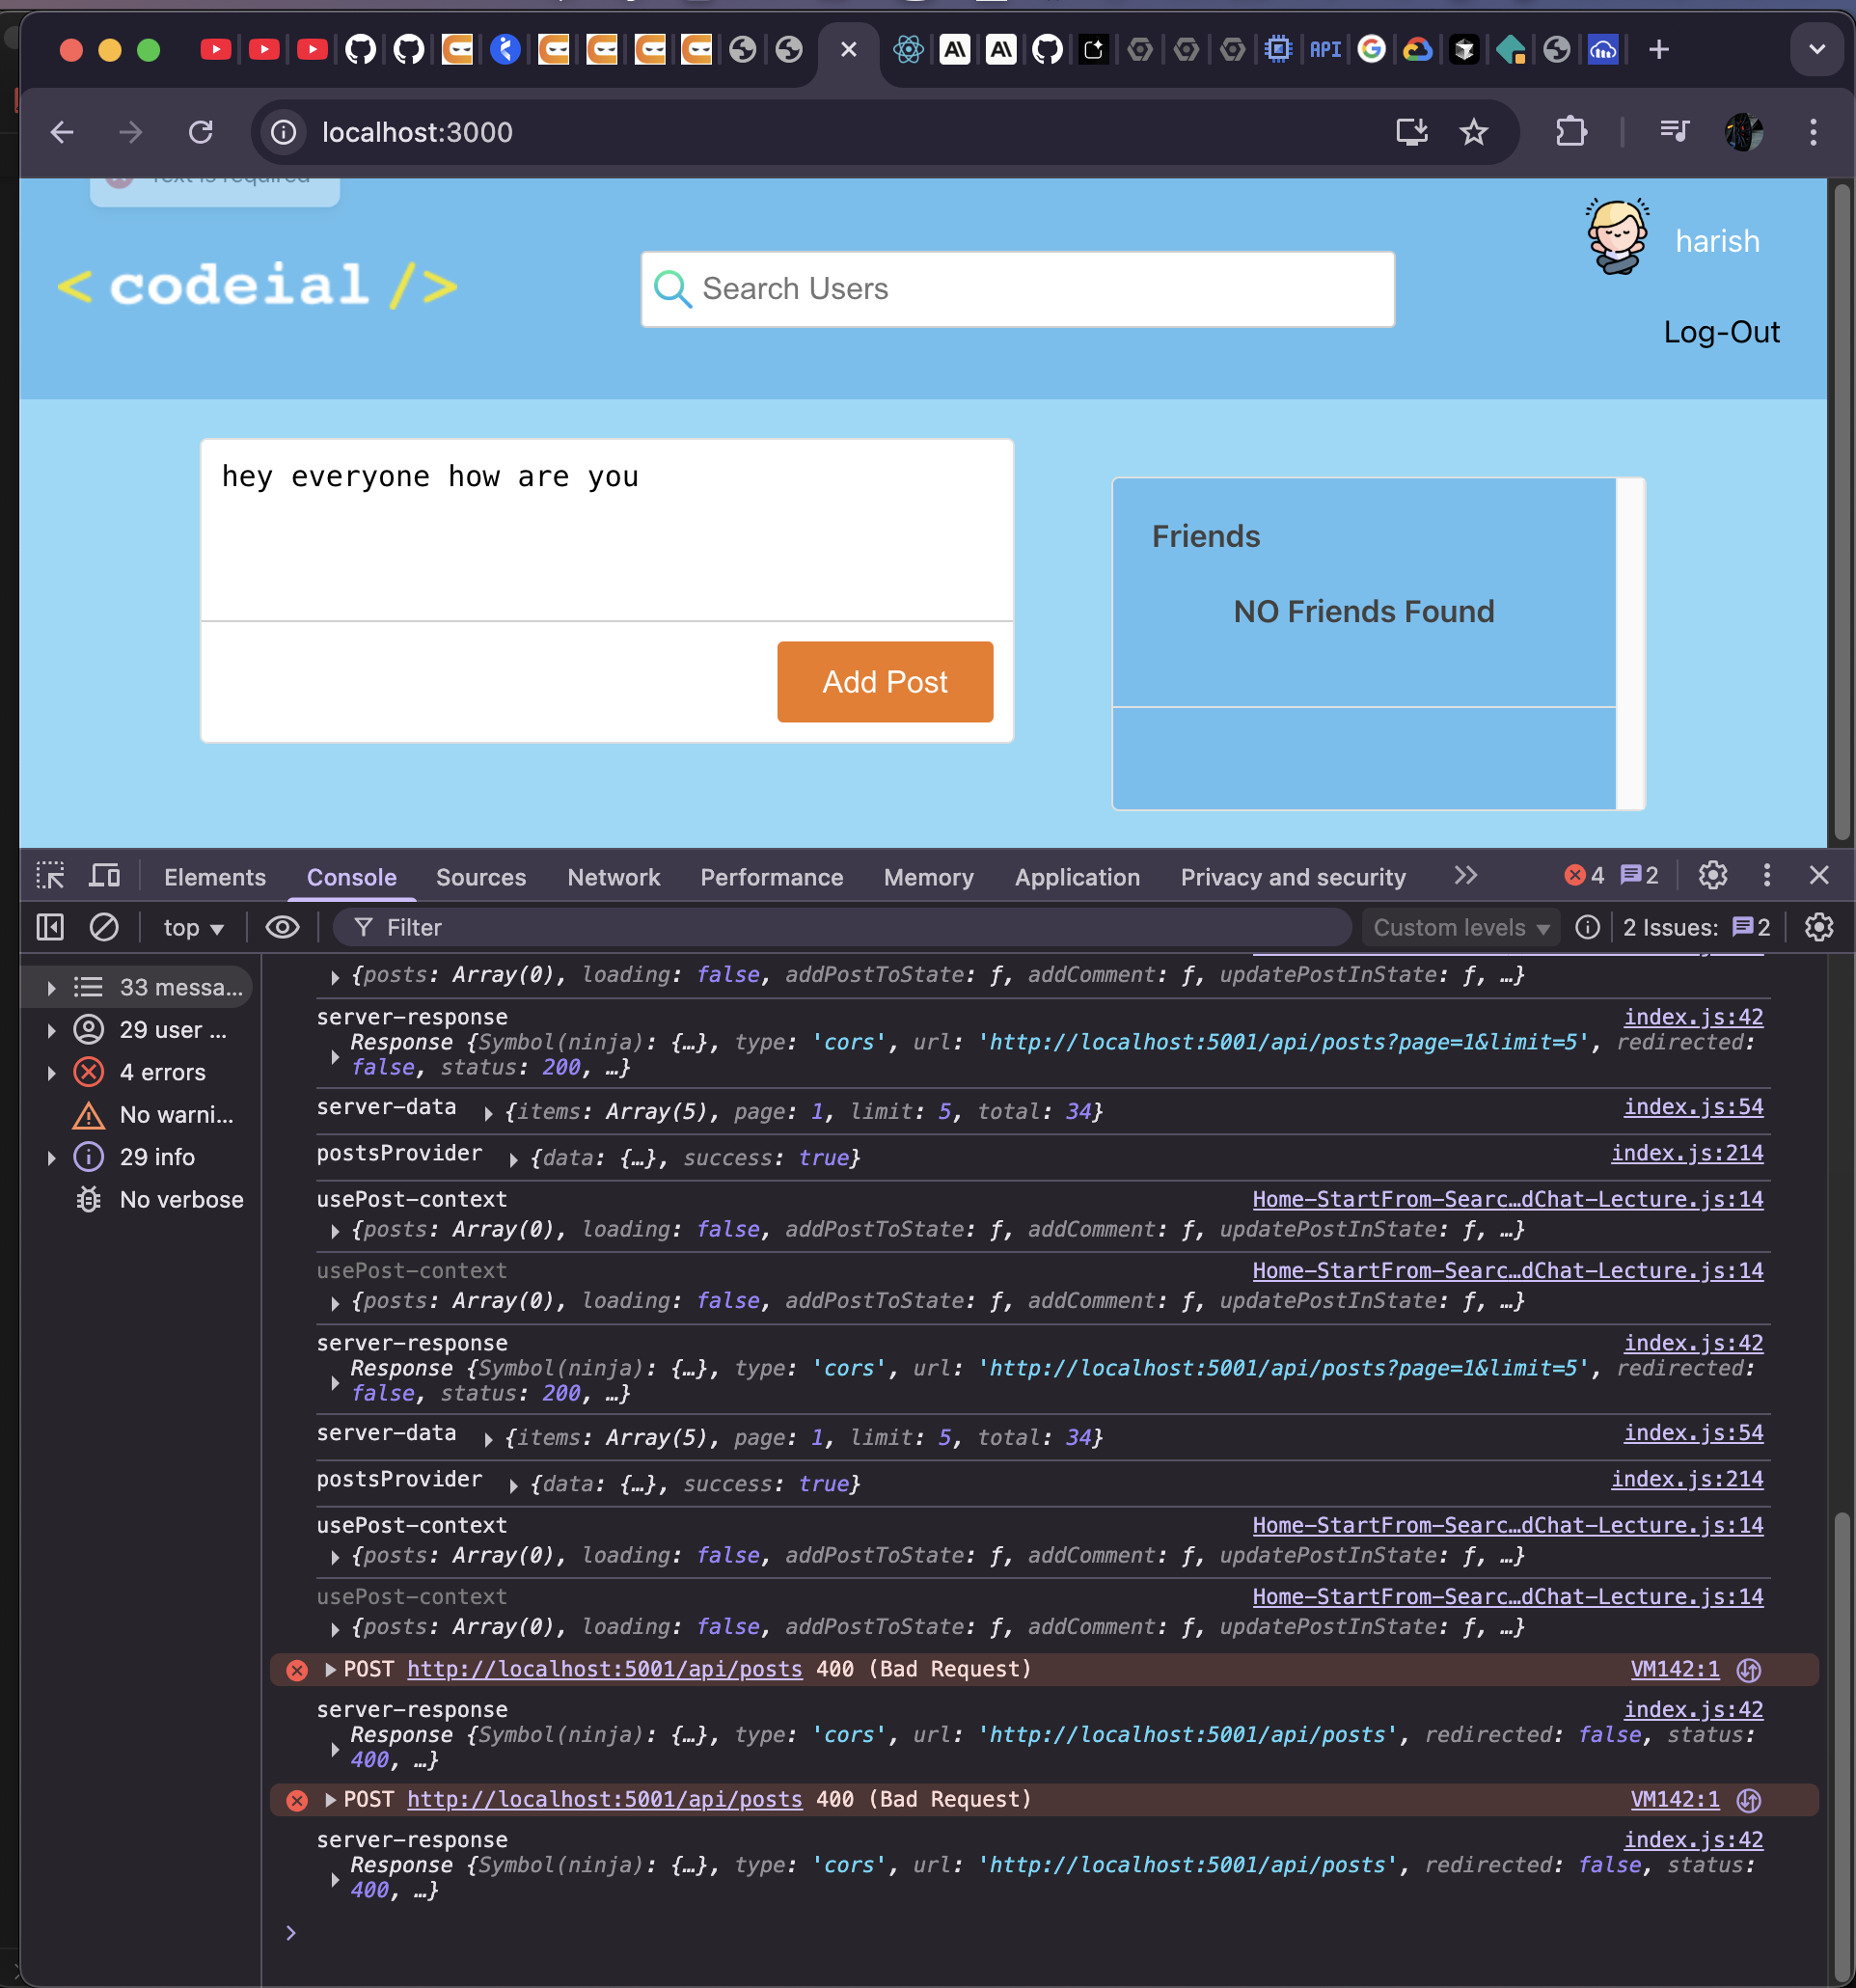 API
localhost:3000
Text is required
harish
< codeial />
Search Users
Log-Out
hey everyone how are you
Friends
NO Friends Found
Add Post
Elements Console Sources Network Performance Memory Application Privacy and security 4 2
top Filter Custom levels 2 Issues: 2
33 messa...
29 user ...
4 errors
No warni...
29 info
No verbose
{posts: Array(0), loading: false, addPostToState: ƒ, addComment: ƒ, updatePostInState: ƒ, …}
server-response index.js:42
Response {Symbol(ninja): {…}, type: 'cors', url: 'http://localhost:5001/api/posts?page=1&limit=5', redirected:
false, status: 200, …}
server-data {items: Array(5), page: 1, limit: 5, total: 34} index.js:54
postsProvider {data: {…}, success: true} index.js:214
usePost-context Home-StartFrom-Searc…dChat-Lecture.js:14
{posts: Array(0), loading: false, addPostToState: ƒ, addComment: ƒ, updatePostInState: ƒ, …}
usePost-context Home-StartFrom-Searc…dChat-Lecture.js:14
{posts: Array(0), loading: false, addPostToState: ƒ, addComment: ƒ, updatePostInState: ƒ, …}
server-response index.js:42
Response {Symbol(ninja): {…}, type: 'cors', url: 'http://localhost:5001/api/posts?page=1&limit=5', redirected:
false, status: 200, …}
server-data {items: Array(5), page: 1, limit: 5, total: 34} index.js:54
postsProvider {data: {…}, success: true} index.js:214
usePost-context Home-StartFrom-Searc…dChat-Lecture.js:14
{posts: Array(0), loading: false, addPostToState: ƒ, addComment: ƒ, updatePostInState: ƒ, …}
usePost-context Home-StartFrom-Searc…dChat-Lecture.js:14
{posts: Array(0), loading: false, addPostToState: ƒ, addComment: ƒ, updatePostInState: ƒ, …}
POST http://localhost:5001/api/posts 400 (Bad Request) VM142:1
server-response index.js:42
Response {Symbol(ninja): {…}, type: 'cors', url: 'http://localhost:5001/api/posts', redirected: false, status:
400, …}
POST http://localhost:5001/api/posts 400 (Bad Request) VM142:1
server-response index.js:42
Response {Symbol(ninja): {…}, type: 'cors', url: 'http://localhost:5001/api/posts', redirected: false, status:
400, …}